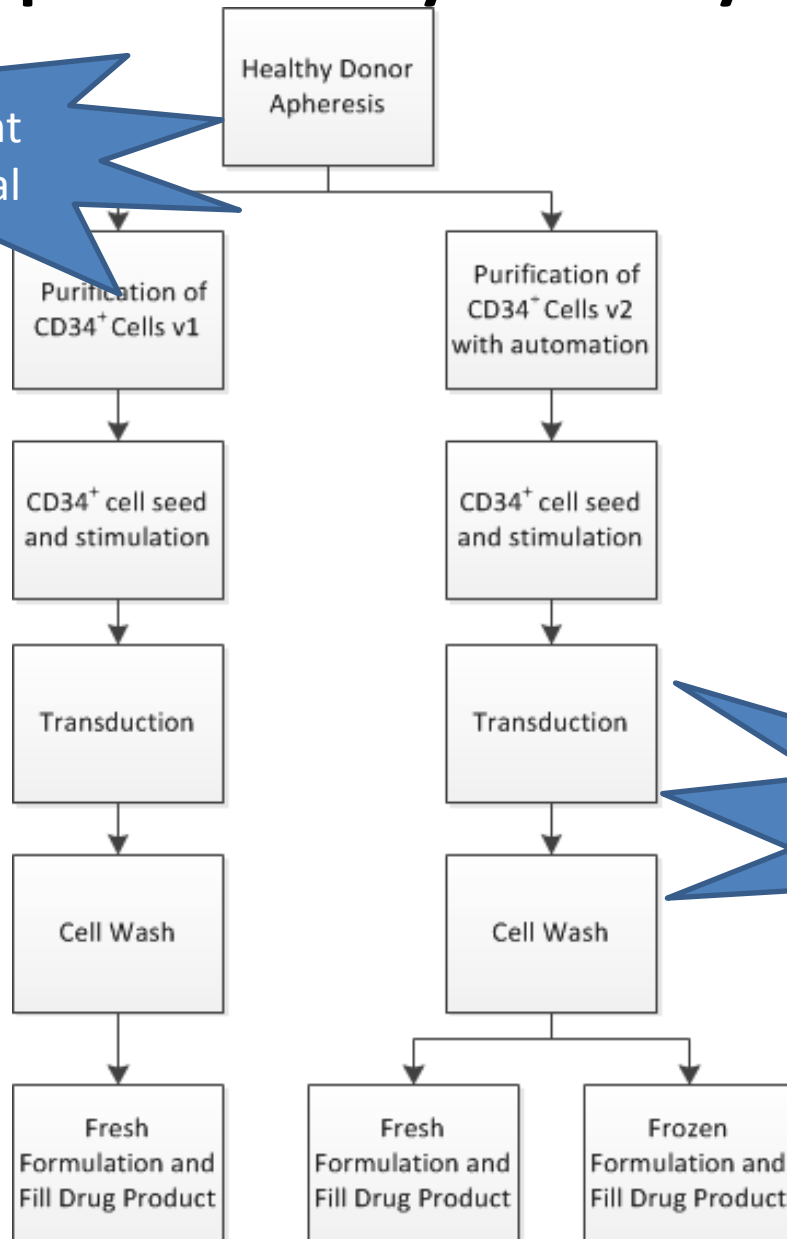 Healthy Donor
Apheresis
Purification of
CD34⁺ Cells v1
Purification of
CD34⁺ Cells v2
with automation
CD34⁺ cell seed
and stimulation
CD34⁺ cell seed
and stimulation
Transduction
Transduction
Cell Wash
Cell Wash
Fresh
Formulation and
Fill Drug Product
Fresh
Formulation and
Fill Drug Product
Frozen
Formulation and
Fill Drug Product